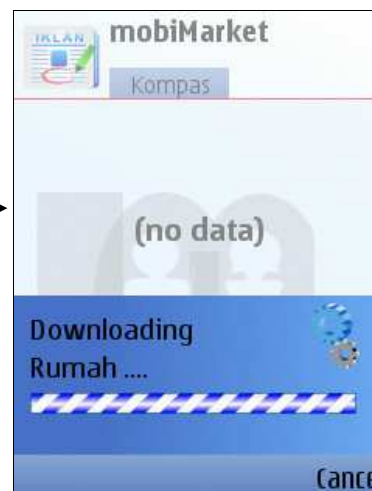 IKLAN
mobiMarket
Kompas
(no data)
Downloading
Rumah ....
Cance